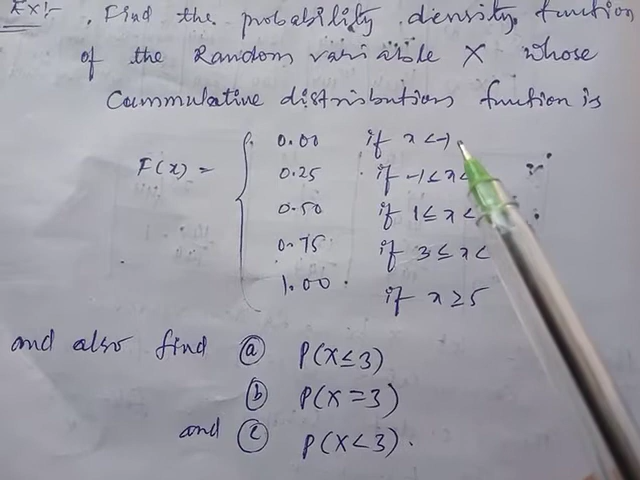 Ex:- Find the probability density function
of the Random variable X whose
Cummulative distribution function is
F(x) = { 0.00 if x < -1
0.25 if -1 ≤ x <
0.50 if 1 ≤ x <
0.75 if 3 ≤ x <
1.00 if x ≥ 5
and also find (a) P(X ≤ 3)
(b) P(X = 3)
and (c) P(X < 3).